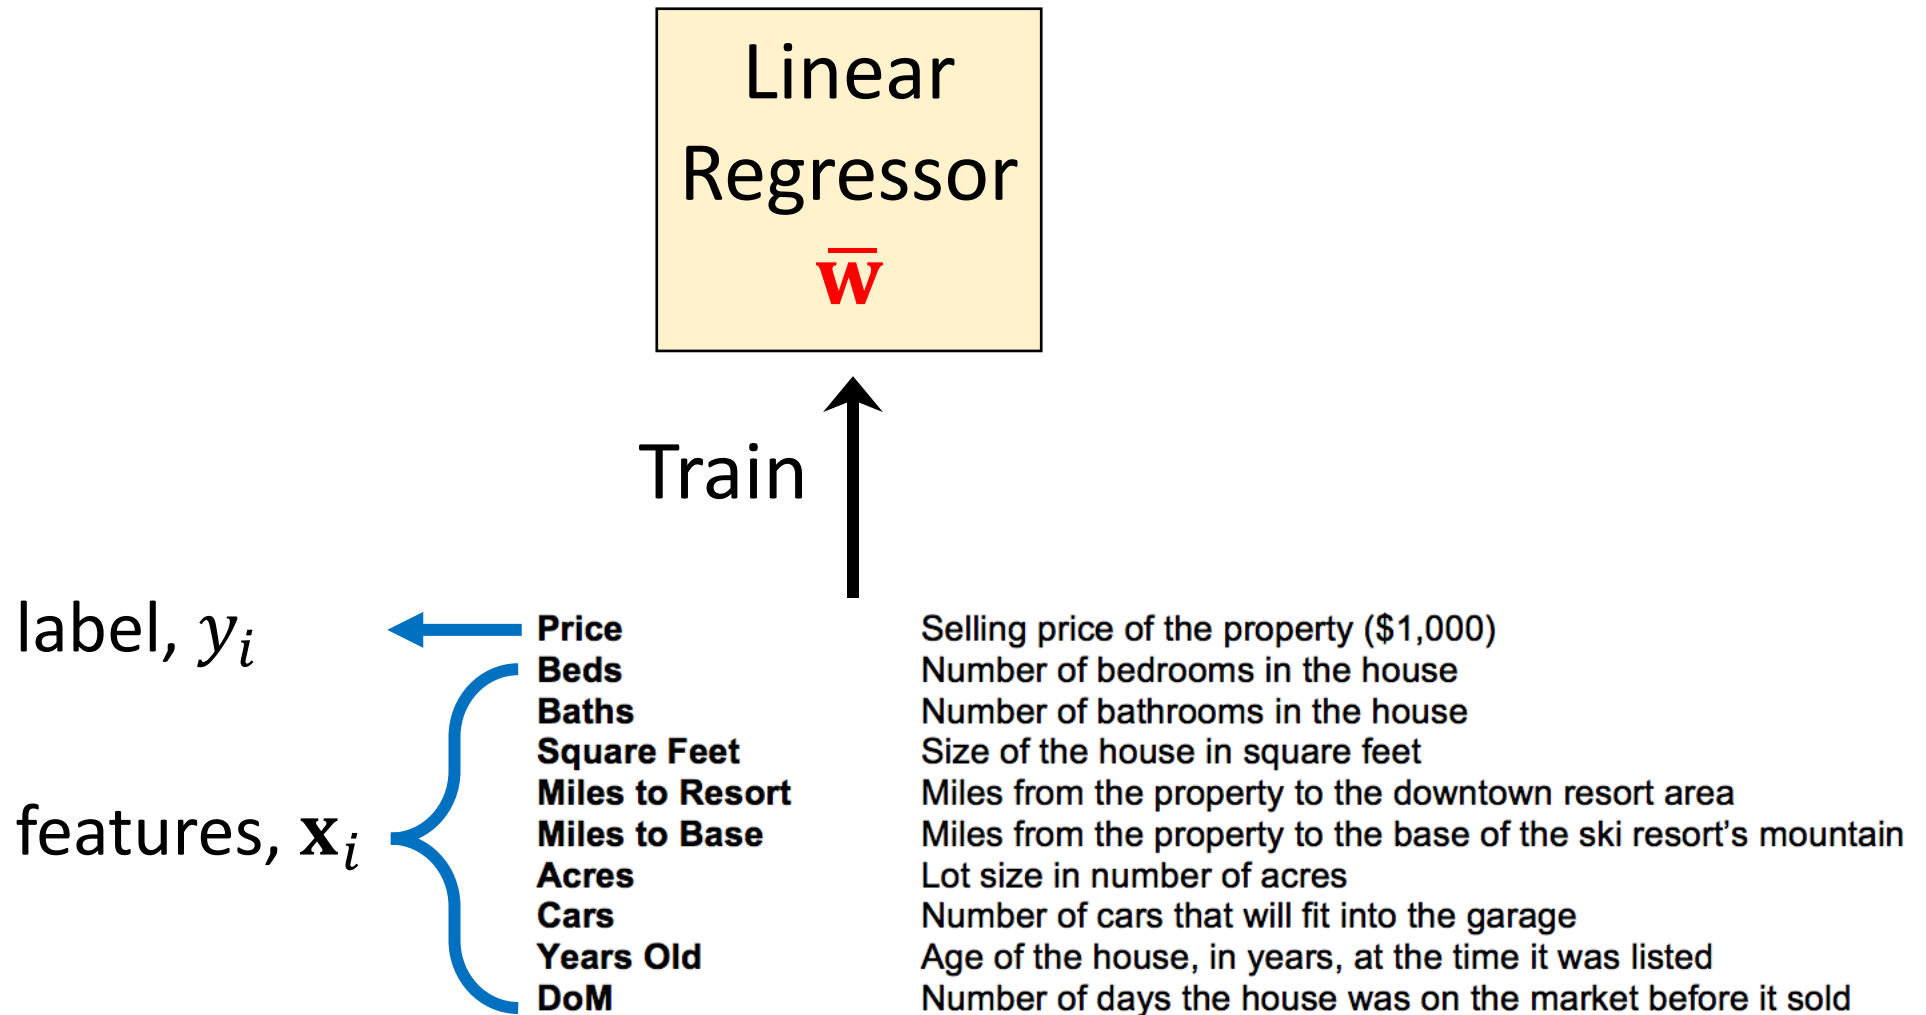 Linear
Regressor
w̅
Train
label, yᵢ
Price Selling price of the property ($1,000)
Beds Number of bedrooms in the house
Baths Number of bathrooms in the house
Square Feet Size of the house in square feet
Miles to Resort Miles from the property to the downtown resort area
features, xᵢ
Miles to Base Miles from the property to the base of the ski resort’s mountain
Acres Lot size in number of acres
Cars Number of cars that will fit into the garage
Years Old Age of the house, in years, at the time it was listed
DoM Number of days the house was on the market before it sold